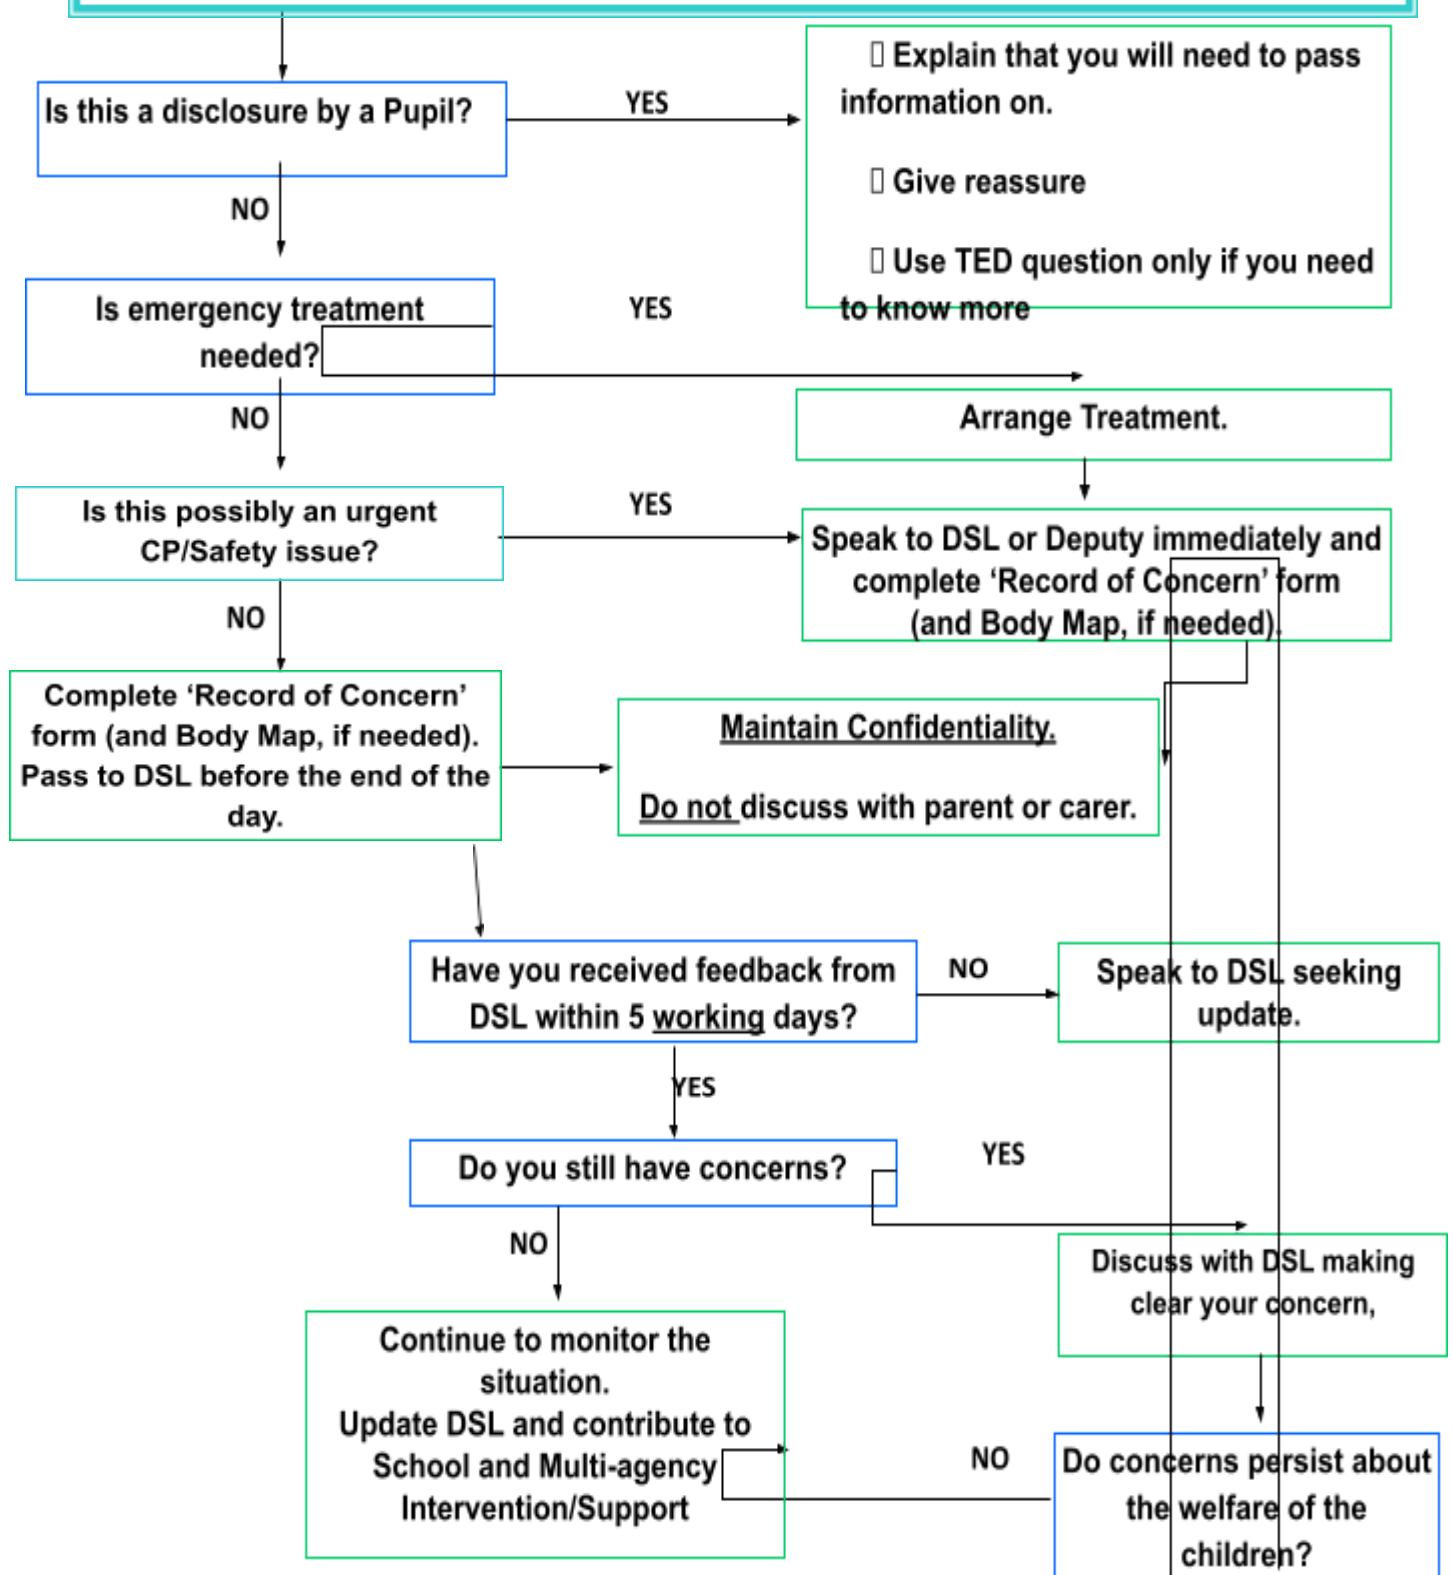 Is this a disclosure by a Pupil?
YES
Explain that you will need to pass
information on.
Give reassure
Use TED question only if you need
to know more
NO
Is emergency treatment
needed?
YES
NO
Arrange Treatment.
Is this possibly an urgent
CP/Safety issue?
YES
Speak to DSL or Deputy immediately and
complete ‘Record of Concern’ form
(and Body Map, if needed).
NO
Complete ‘Record of Concern’
form (and Body Map, if needed).
Pass to DSL before the end of the
day.
Maintain Confidentiality.
Do not discuss with parent or carer.
Have you received feedback from
DSL within 5 working days?
NO
Speak to DSL seeking
update.
YES
Do you still have concerns?
YES
NO
Discuss with DSL making
clear your concern,
Continue to monitor the
situation.
Update DSL and contribute to
School and Multi-agency
Intervention/Support
NO
Do concerns persist about
the welfare of the
children?